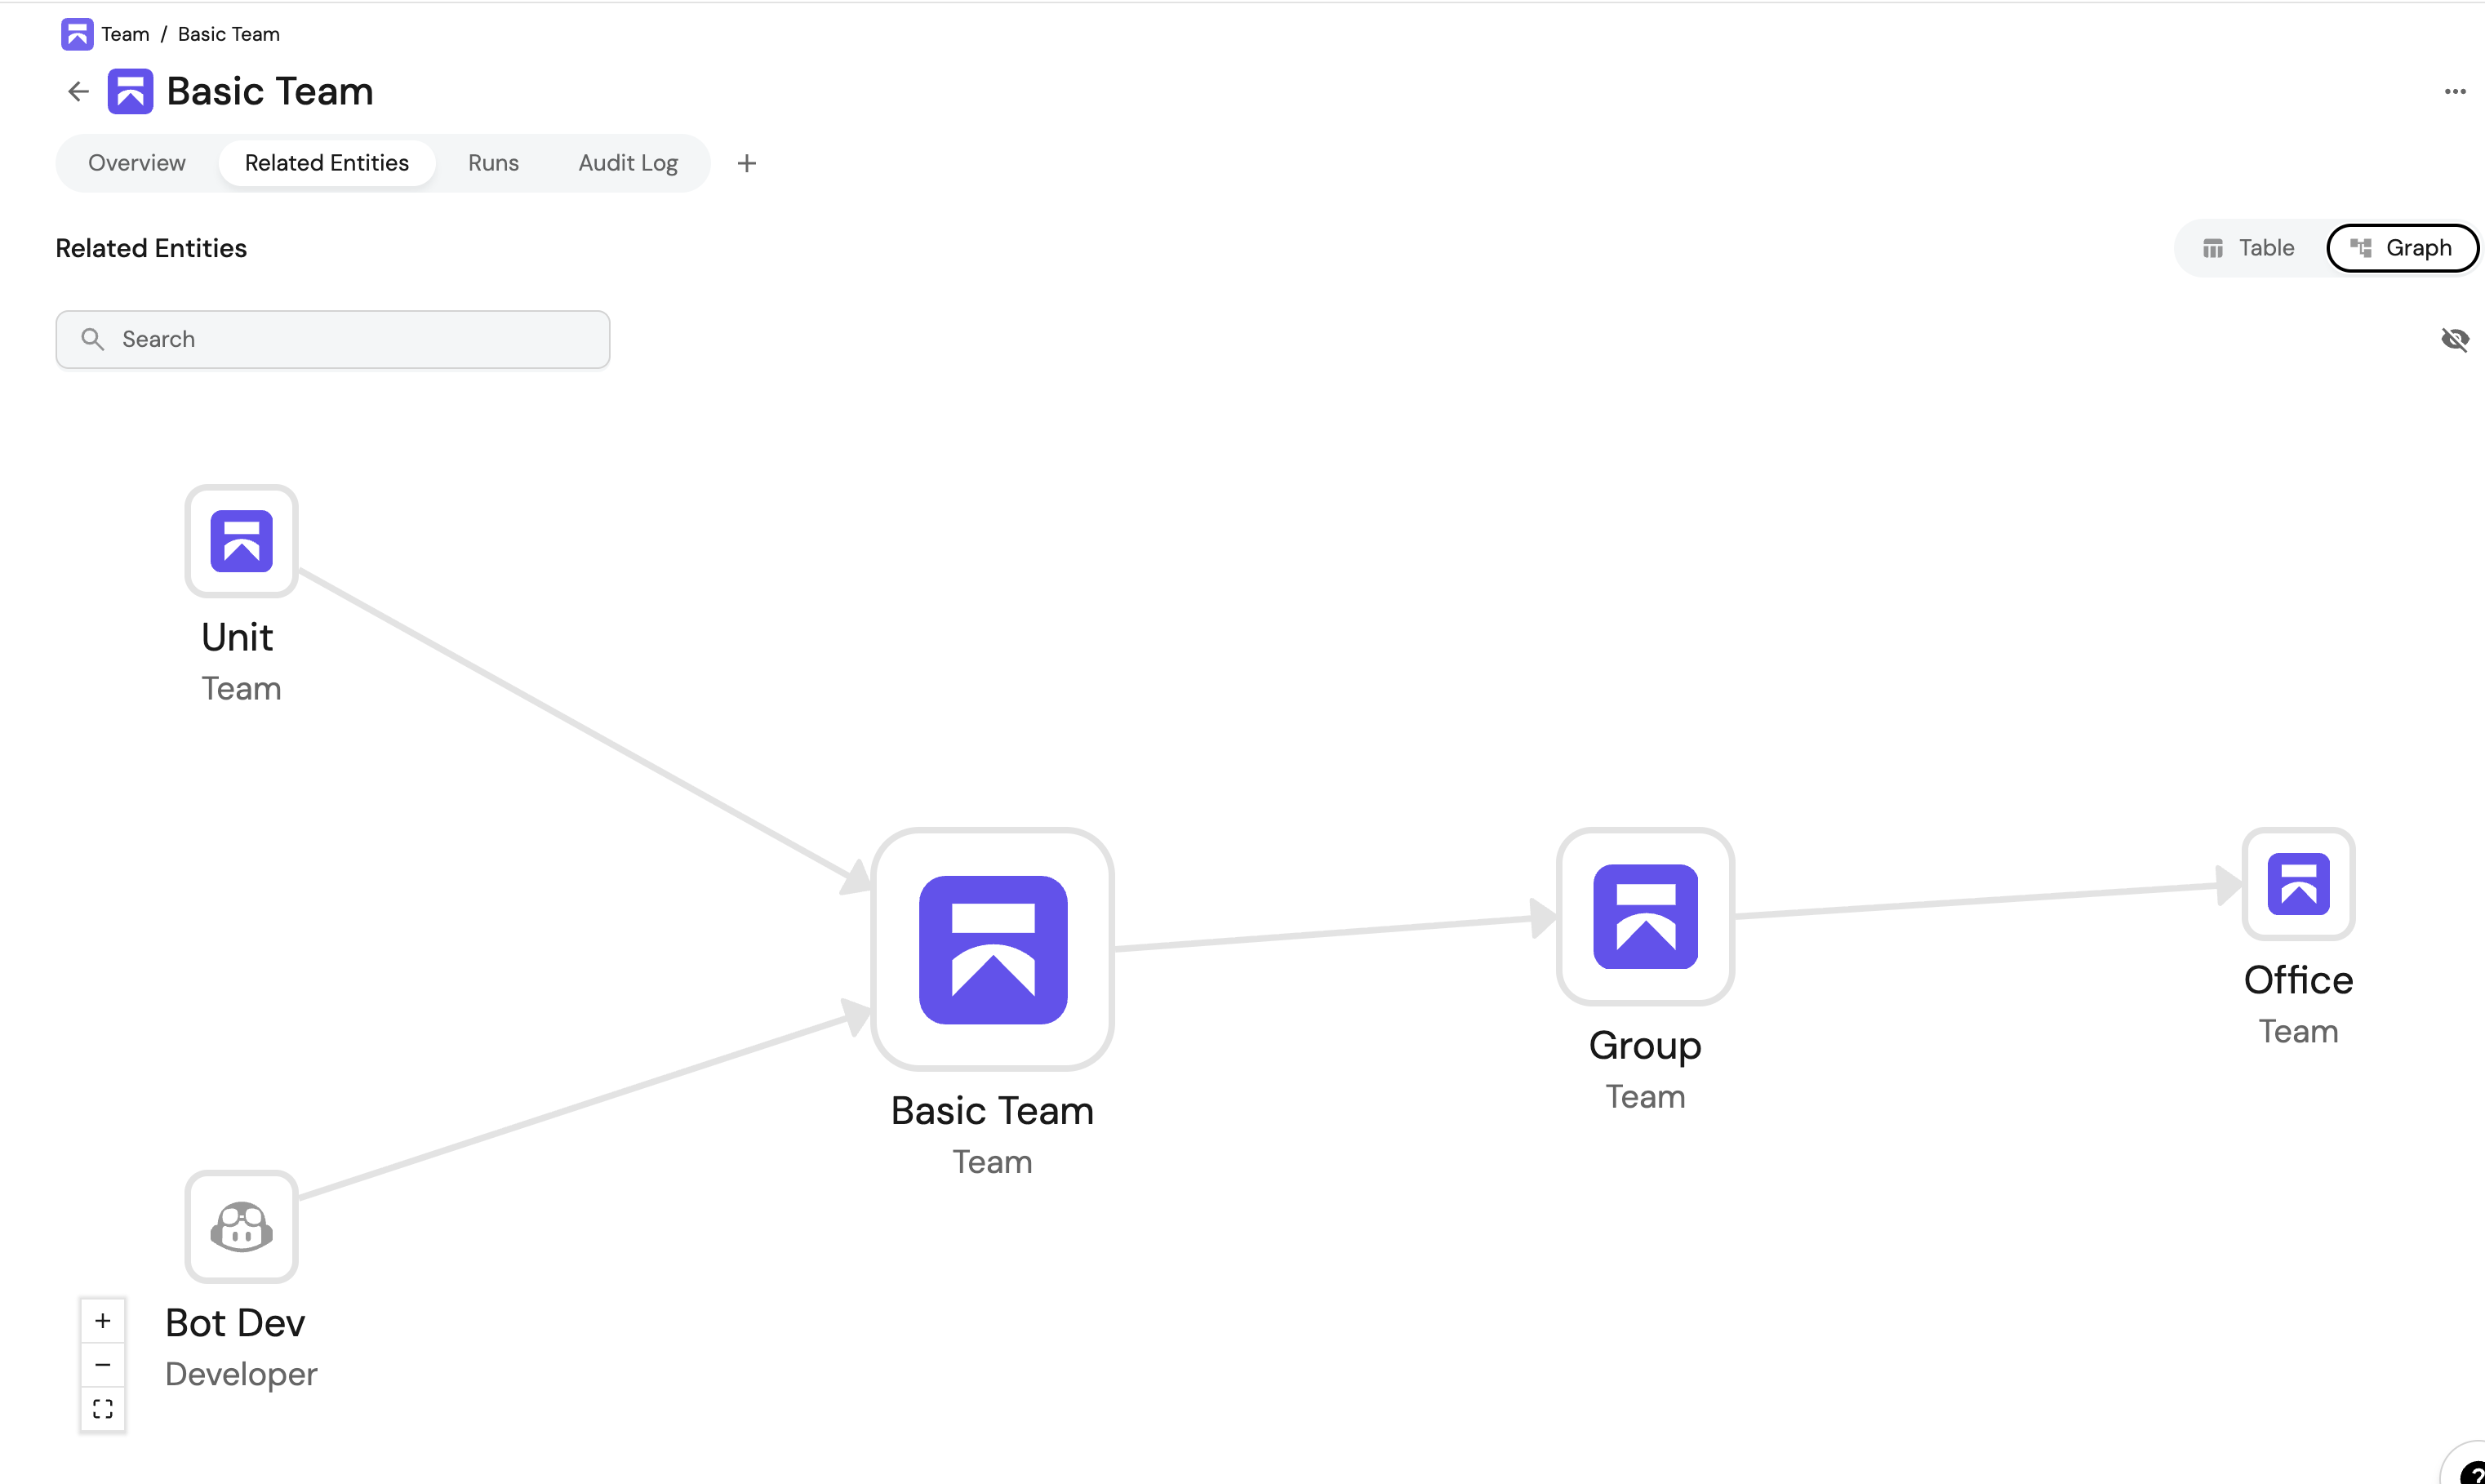 Team / Basic Team
Basic Team
Overview
Related Entities
Runs
Audit Log
Related Entities
Table
Graph
Search
Unit
Team
Basic Team
Team
Group
Team
Office
Team
Bot Dev
Developer
?